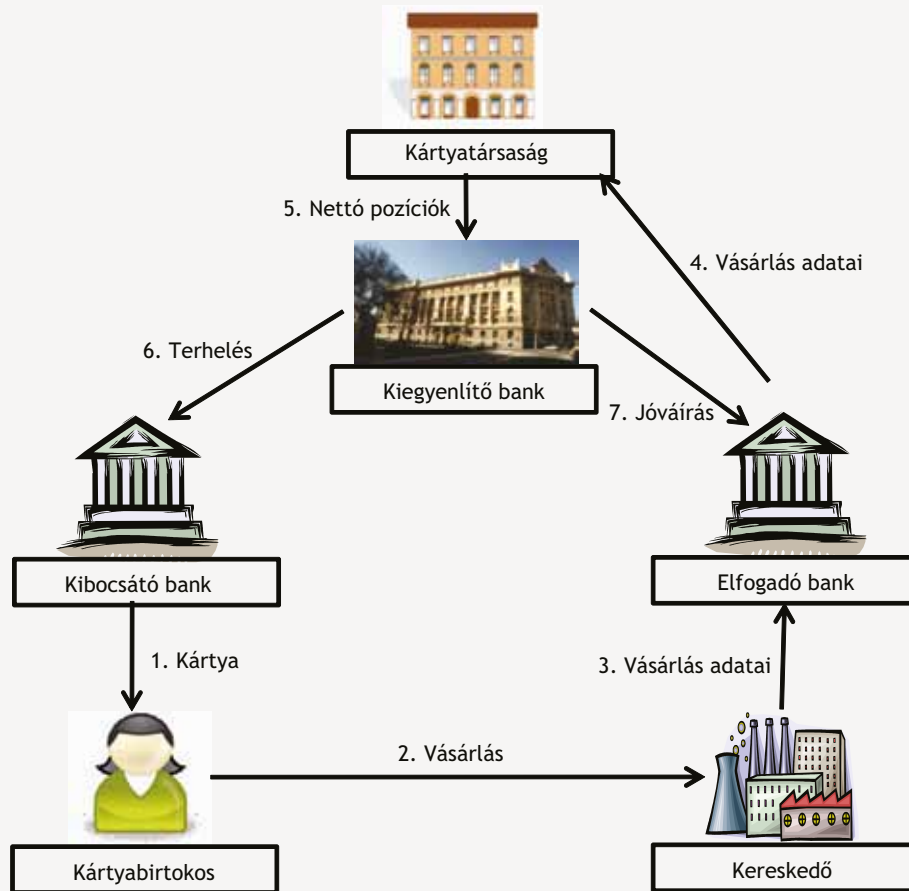 Kártyatársaság
5. Nettó pozíciók
4. Vásárlás adatai
6. Terhelés
Kiegyenlítő bank
7. Jóváírás
Kibocsátó bank
Elfogadó bank
1. Kártya
3. Vásárlás adatai
2. Vásárlás
Kártyabirtokos
Kereskedő